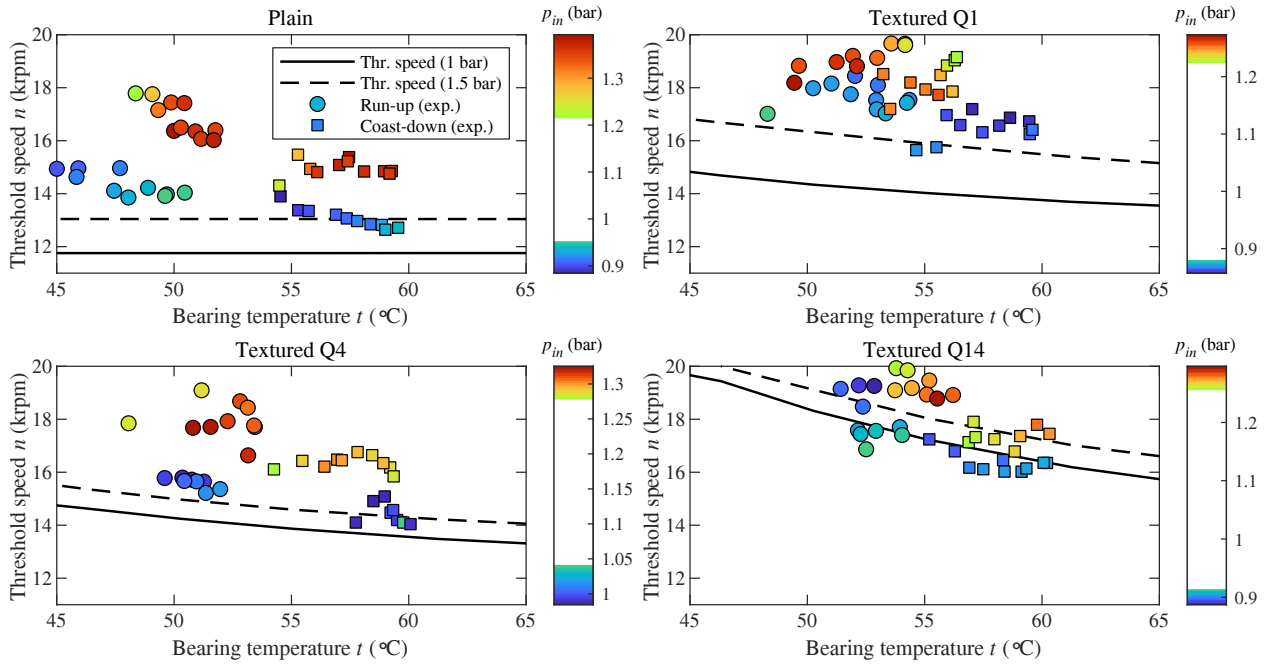 Plain
p_in (bar)
Threshold speed n (krpm)
20
18
16
14
12
Thr. speed (1 bar)
Thr. speed (1.5 bar)
Run-up (exp.)
Coast-down (exp.)
1.3
1.2
1.1
1
0.9
45 50 55 60 65
Bearing temperature t (°C)
Textured Q1
p_in (bar)
Threshold speed n (krpm)
20
18
16
14
12
1.2
1.1
1
0.9
45 50 55 60 65
Bearing temperature t (°C)
Textured Q4
p_in (bar)
Threshold speed n (krpm)
20
18
16
14
12
1.3
1.25
1.2
1.15
1.1
1.05
1
45 50 55 60 65
Bearing temperature t (°C)
Textured Q14
p_in (bar)
Threshold speed n (krpm)
20
18
16
14
12
1.2
1.1
1
0.9
45 50 55 60 65
Bearing temperature t (°C)